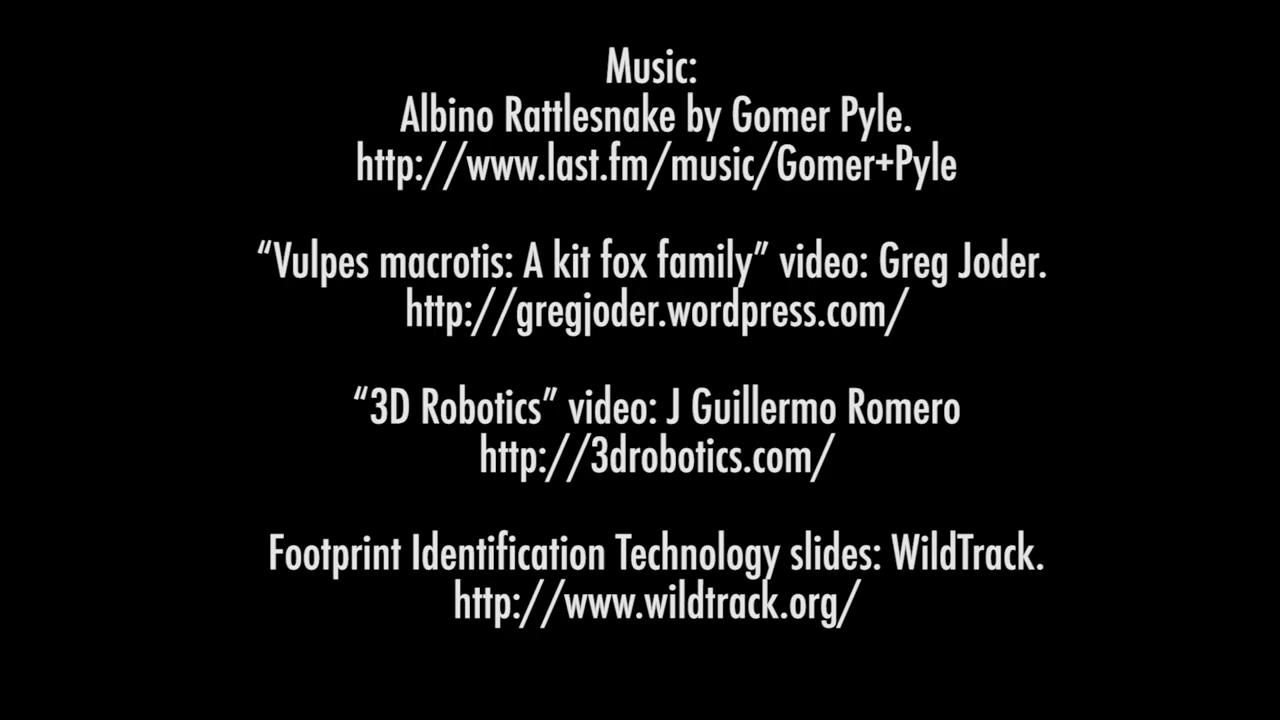 Music:
Albino Rattlesnake by Gomer Pyle.
http://www.last.fm/music/Gomer+Pyle
“Vulpes macrotis: A kit fox family” video: Greg Joder.
http://gregjoder.wordpress.com/
“3D Robotics” video: J Guillermo Romero
http://3drobotics.com/
Footprint Identification Technology slides: WildTrack.
http://www.wildtrack.org/